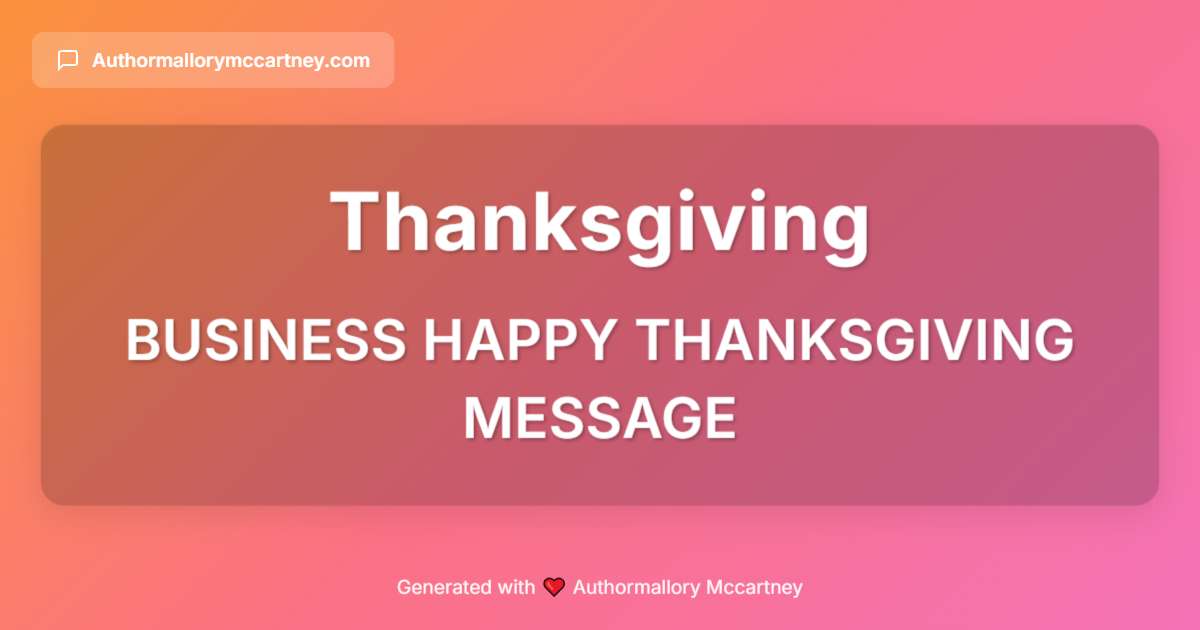 Authormallorymccartney.com
Thanksgiving
BUSINESS HAPPY THANKSGIVING
MESSAGE
Generated with ❤️ Authormallory Mccartney